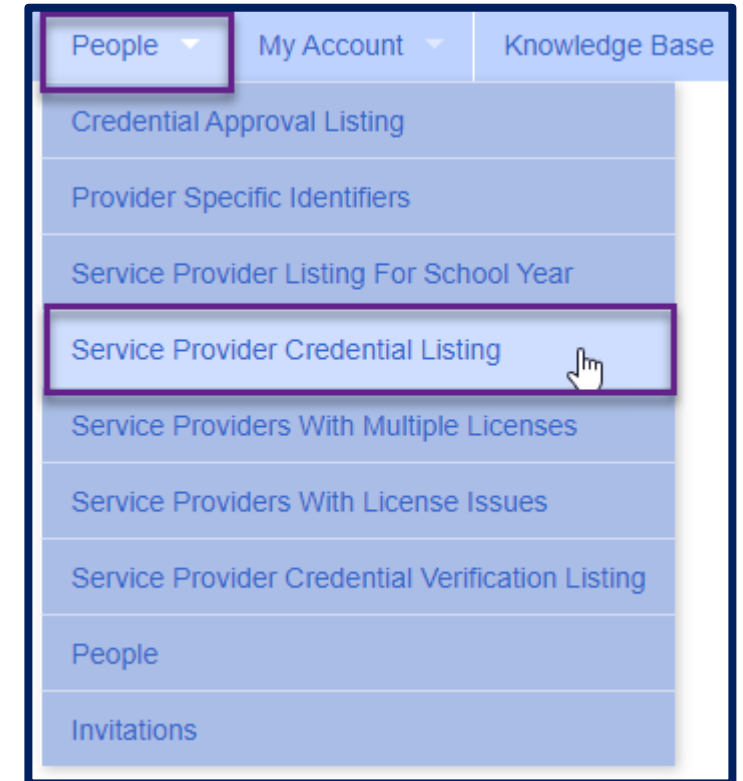 People My Account Knowledge Base
Credential Approval Listing
Provider Specific Identifiers
Service Provider Listing For School Year
Service Provider Credential Listing
Service Providers With Multiple Licenses
Service Providers With License Issues
Service Provider Credential Verification Listing
People
Invitations